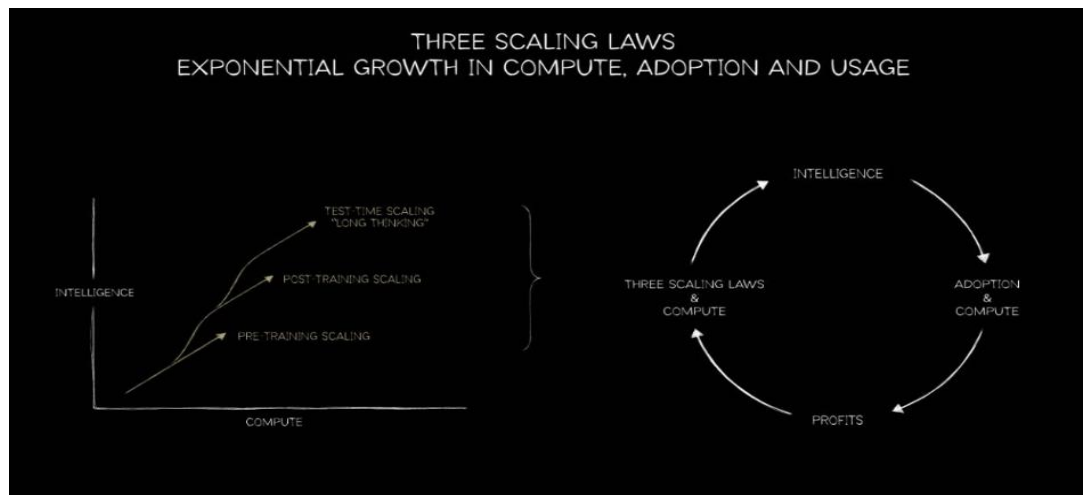 THREE SCALING LAWS
EXPONENTIAL GROWTH IN COMPUTE, ADOPTION AND USAGE
INTELLIGENCE
TEST-TIME SCALING
"LONG THINKING"
POST-TRAINING SCALING
PRE-TRAINING SCALING
COMPUTE
INTELLIGENCE
THREE SCALING LAWS
&
COMPUTE
ADOPTION
&
COMPUTE
PROFITS